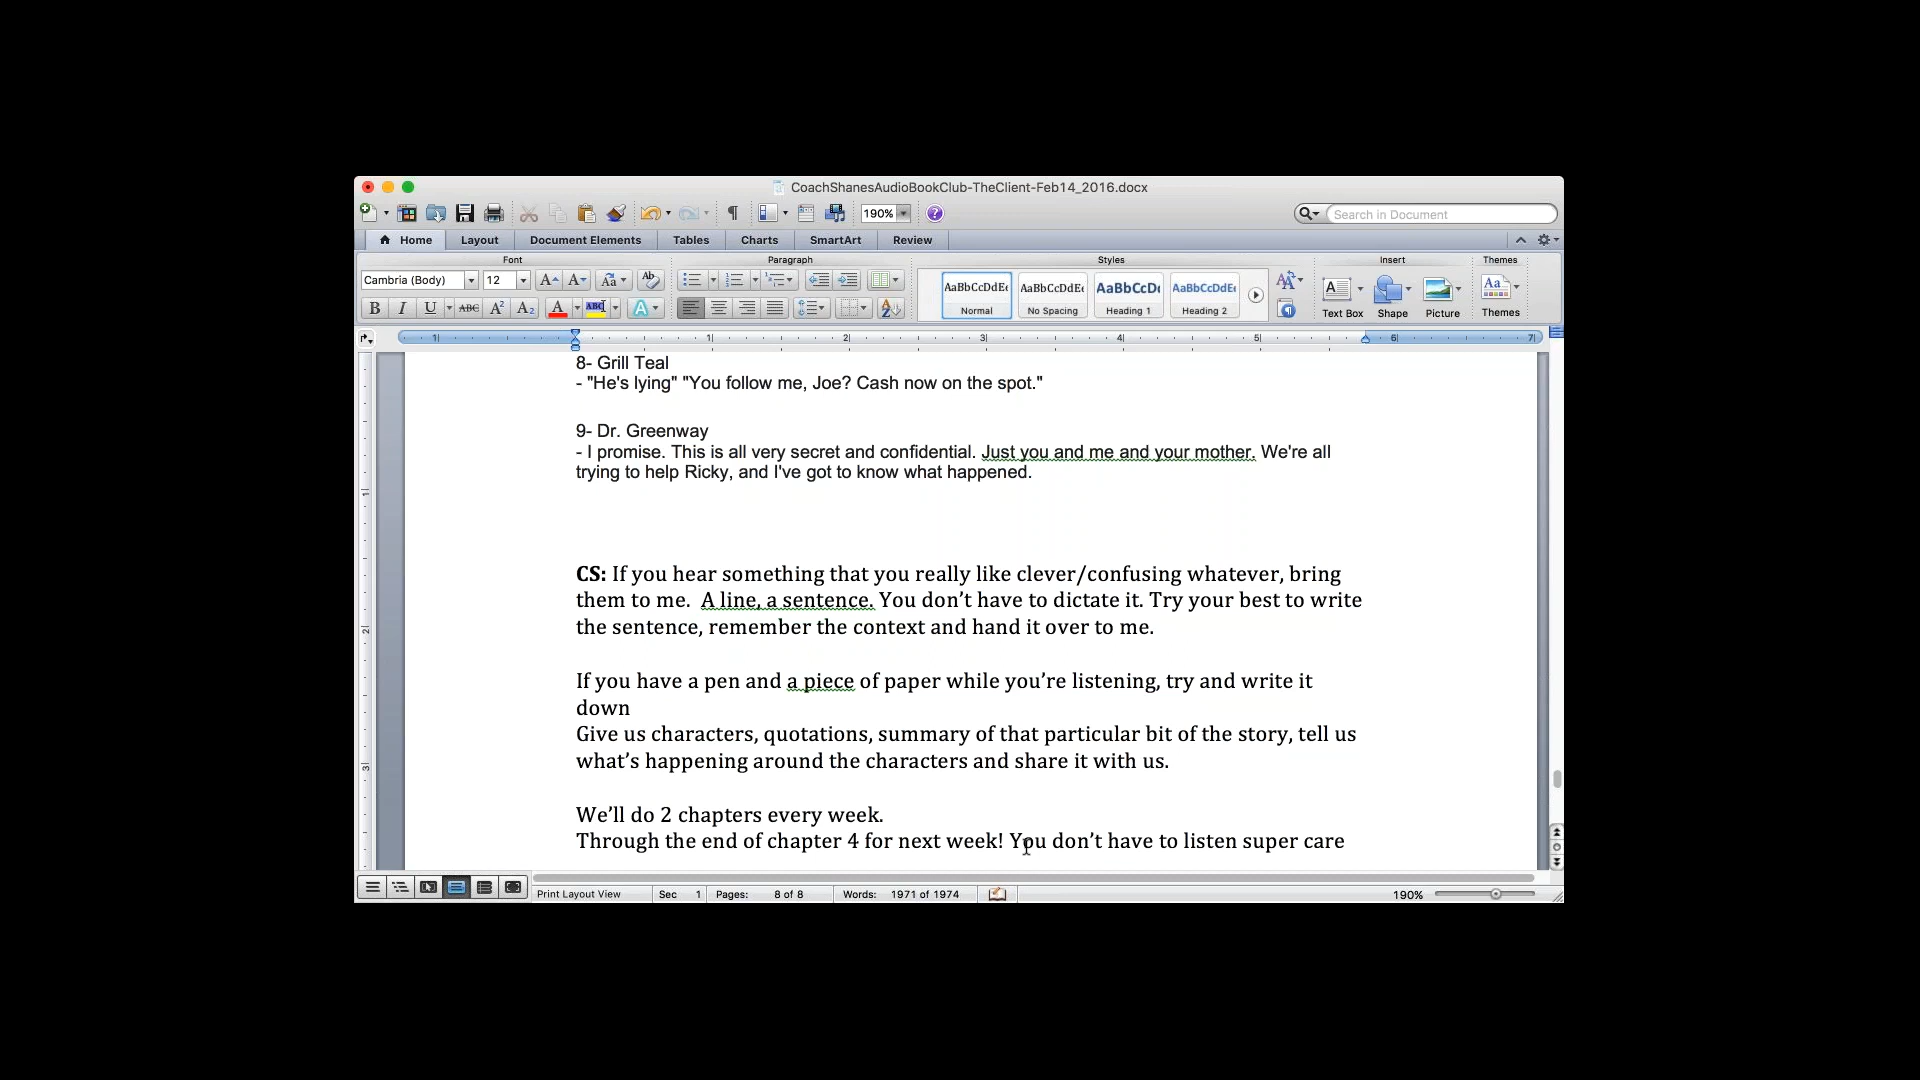 CoachShanesAudioBookClub-TheClient-Feb14_2016.docx
190%
Search in Document
Home Layout Document Elements Tables Charts SmartArt Review
Font Paragraph Styles Insert Themes
Cambria (Body) 12
AaBbCcDdEe AaBbCcDdEe AaBbCcDe AaBbCcDdEe
Normal No Spacing Heading 1 Heading 2
Text Box Shape Picture Themes
8- Grill Teal
- "He's lying" "You follow me, Joe? Cash now on the spot."
9- Dr. Greenway
- I promise. This is all very secret and confidential. Just you and me and your mother. We're all
trying to help Ricky, and I've got to know what happened.
CS: If you hear something that you really like clever/confusing whatever, bring
them to me.  A line, a sentence. You don’t have to dictate it. Try your best to write
the sentence, remember the context and hand it over to me.
If you have a pen and a piece of paper while you’re listening, try and write it
down
Give us characters, quotations, summary of that particular bit of the story, tell us
what’s happening around the characters and share it with us.
We’ll do 2 chapters every week.
Through the end of chapter 4 for next week! You don’t have to listen super care
Print Layout View Sec 1 Pages: 8 of 8 Words: 1971 of 1974 190%